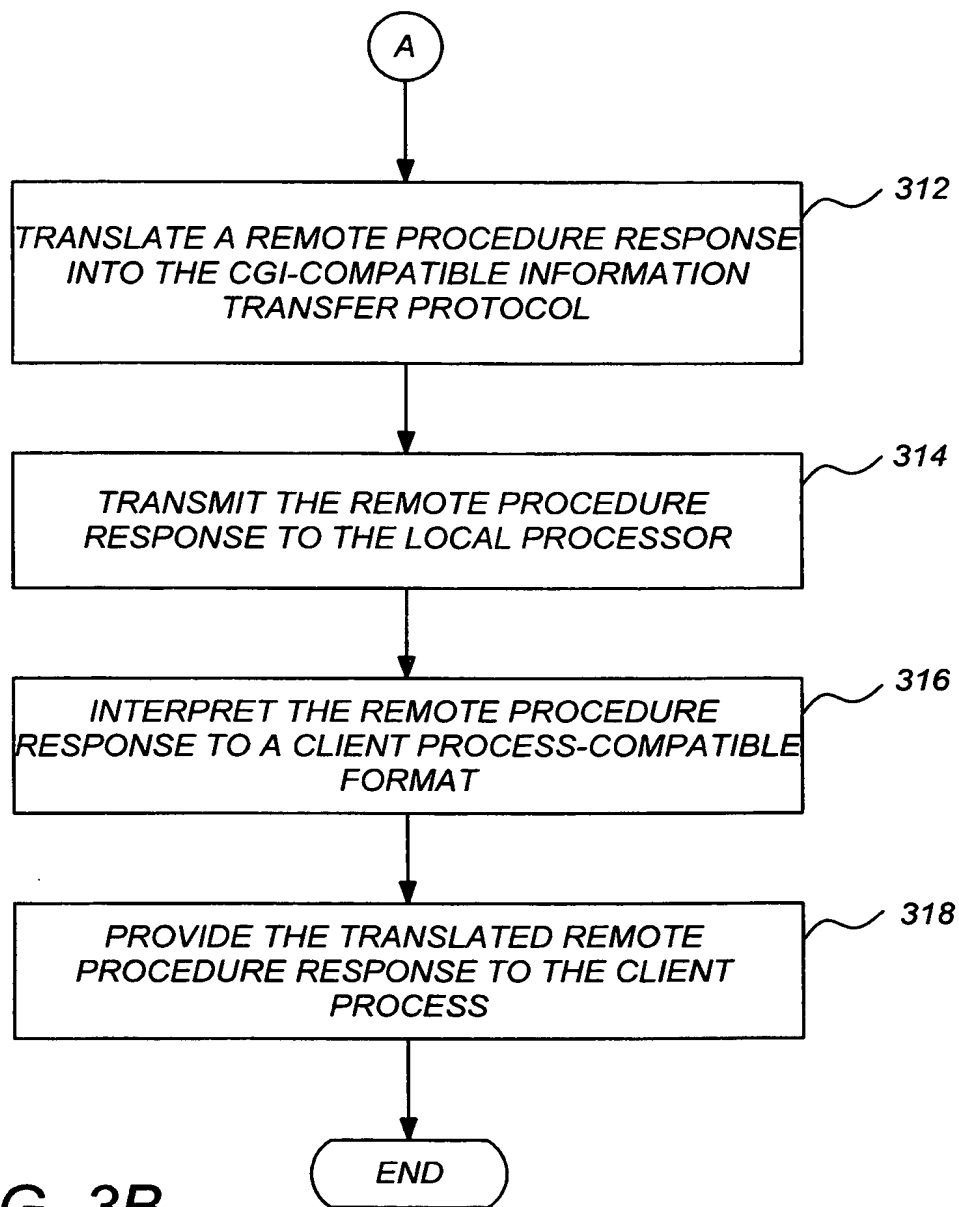 A
312
TRANSLATE A REMOTE PROCEDURE RESPONSE
INTO THE CGI-COMPATIBLE INFORMATION
TRANSFER PROTOCOL
314
TRANSMIT THE REMOTE PROCEDURE
RESPONSE TO THE LOCAL PROCESSOR
316
INTERPRET THE REMOTE PROCEDURE
RESPONSE TO A CLIENT PROCESS-COMPATIBLE
FORMAT
318
PROVIDE THE TRANSLATED REMOTE
PROCEDURE RESPONSE TO THE CLIENT
PROCESS
END
G. 3B